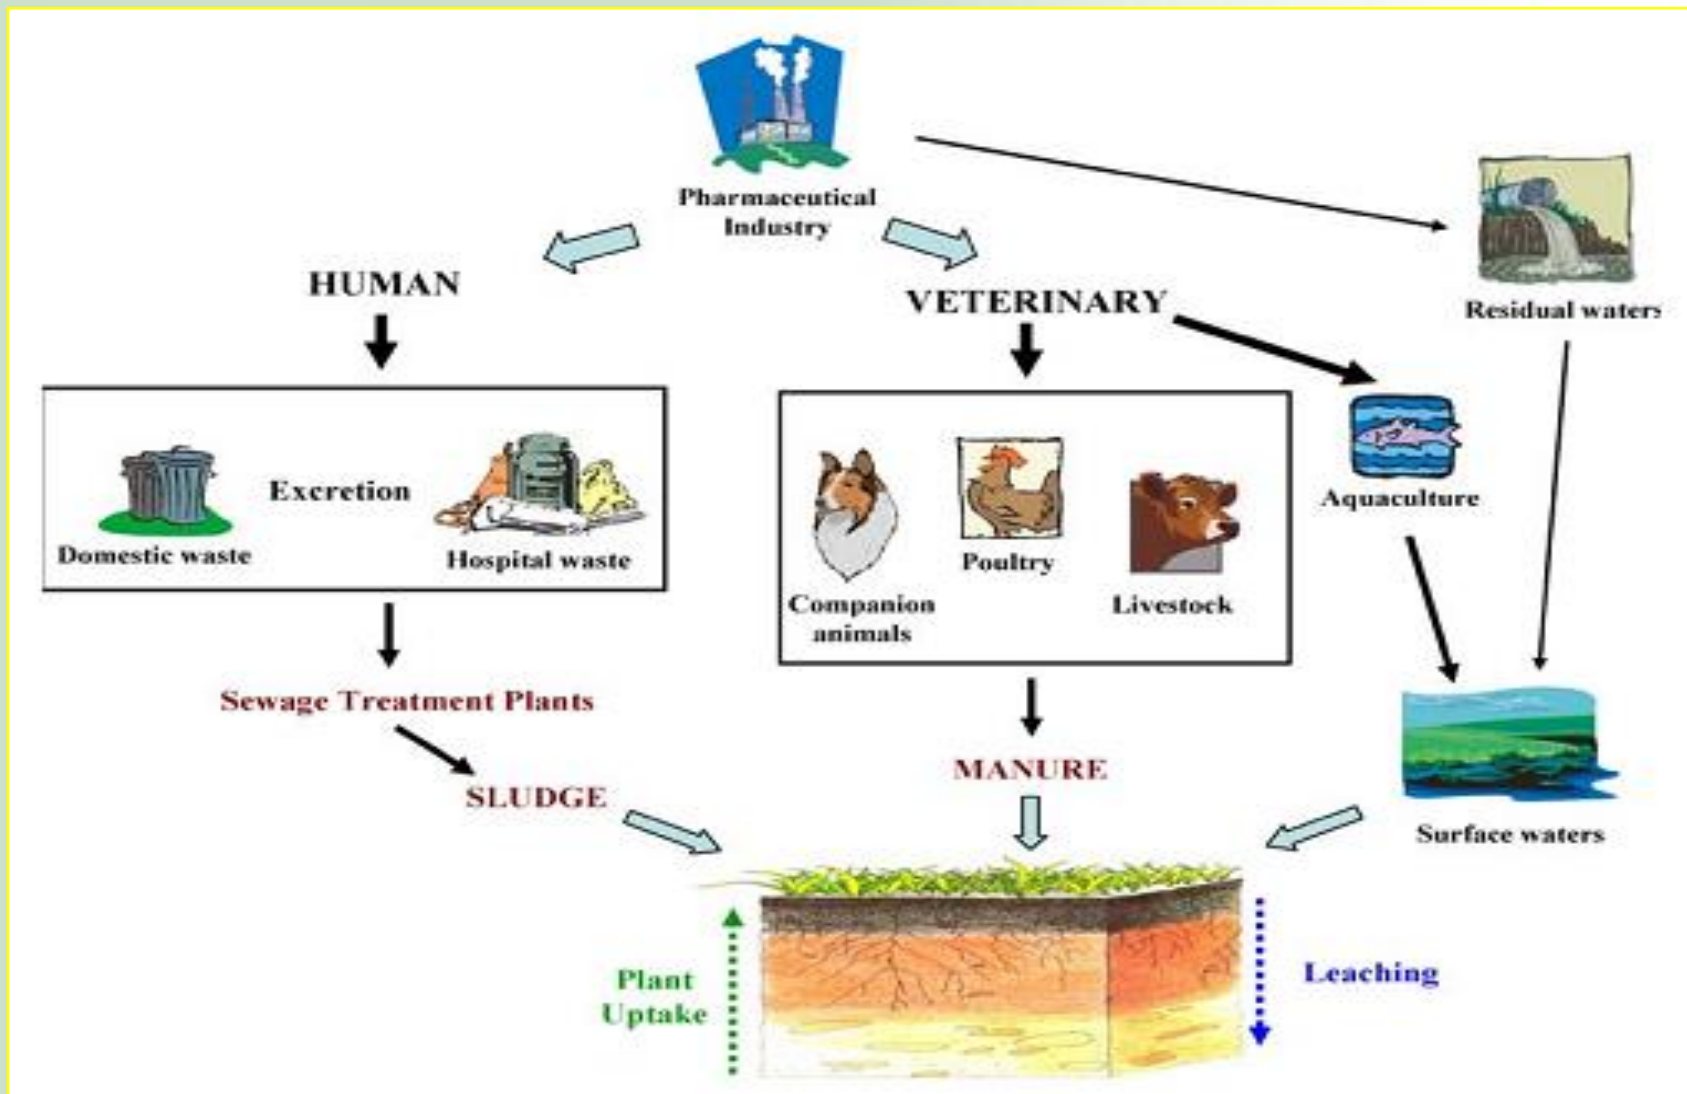 Pharmaceutical
Industry
HUMAN
VETERINARY
Residual waters
Domestic waste
Excretion
Hospital waste
Companion
animals
Poultry
Livestock
Aquaculture
Sewage Treatment Plants
SLUDGE
MANURE
Surface waters
Plant
Uptake
Leaching